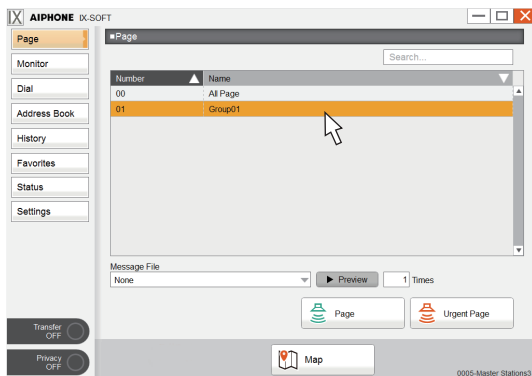 IX AIPHONE IX-SOFT
Page
Monitor
Dial
Address Book
History
Favorites
Status
Settings
Transfer
OFF
Privacy
OFF
■Page
Search...
Number Name
00 All Page
01 Group01
Message File
None Preview 1 Times
Page Urgent Page
Map
0005-Master Stations3